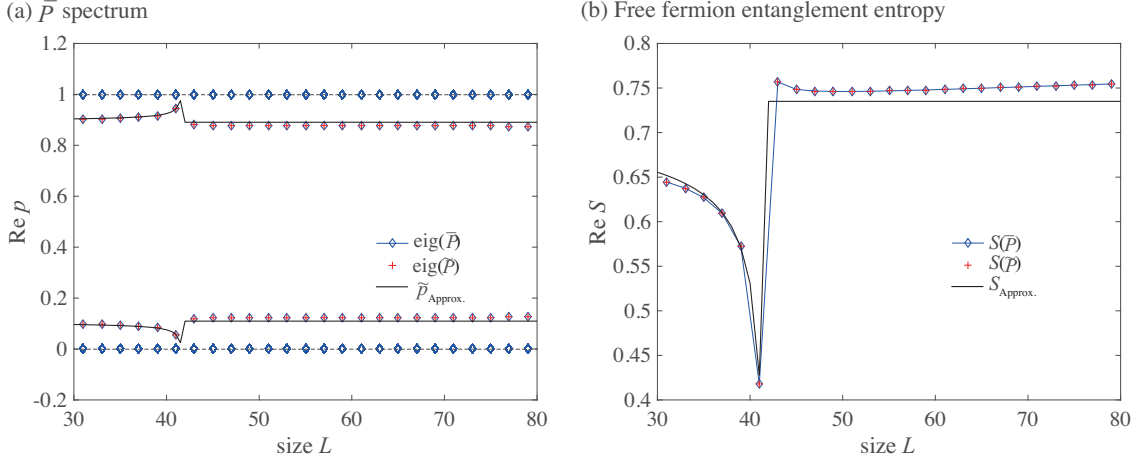 (a) P̄ spectrum
1.2
1
0.8
0.6
0.4
0.2
0
-0.2
Re p
eig(P̄)
eig(P̃)
p̃Approx.
30 40 50 60 70 80
size L
(b) Free fermion entanglement entropy
0.8
0.75
0.7
0.65
0.6
0.55
0.5
0.45
0.4
Re S
S(P̄)
S(P̃)
SApprox.
30 40 50 60 70 80
size L